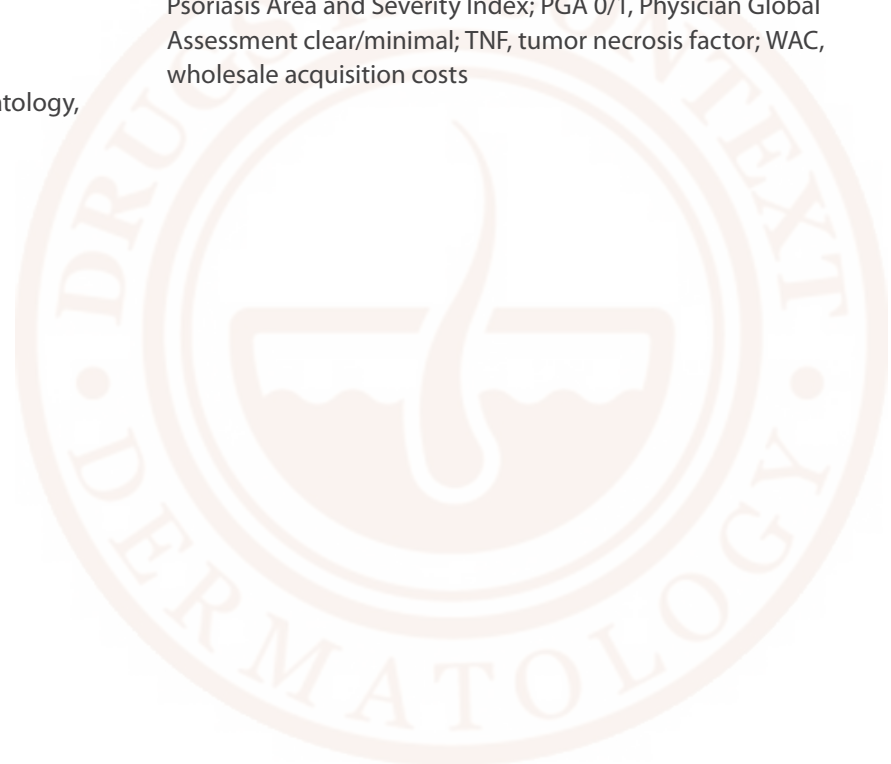 Psoriasis Area and Severity Index; PGA 0/1, Physician Global
Assessment clear/minimal; TNF, tumor necrosis factor; WAC,
wholesale acquisition costs
ntology,
DRUGS IN CONTEXT
DERMATOLOGY